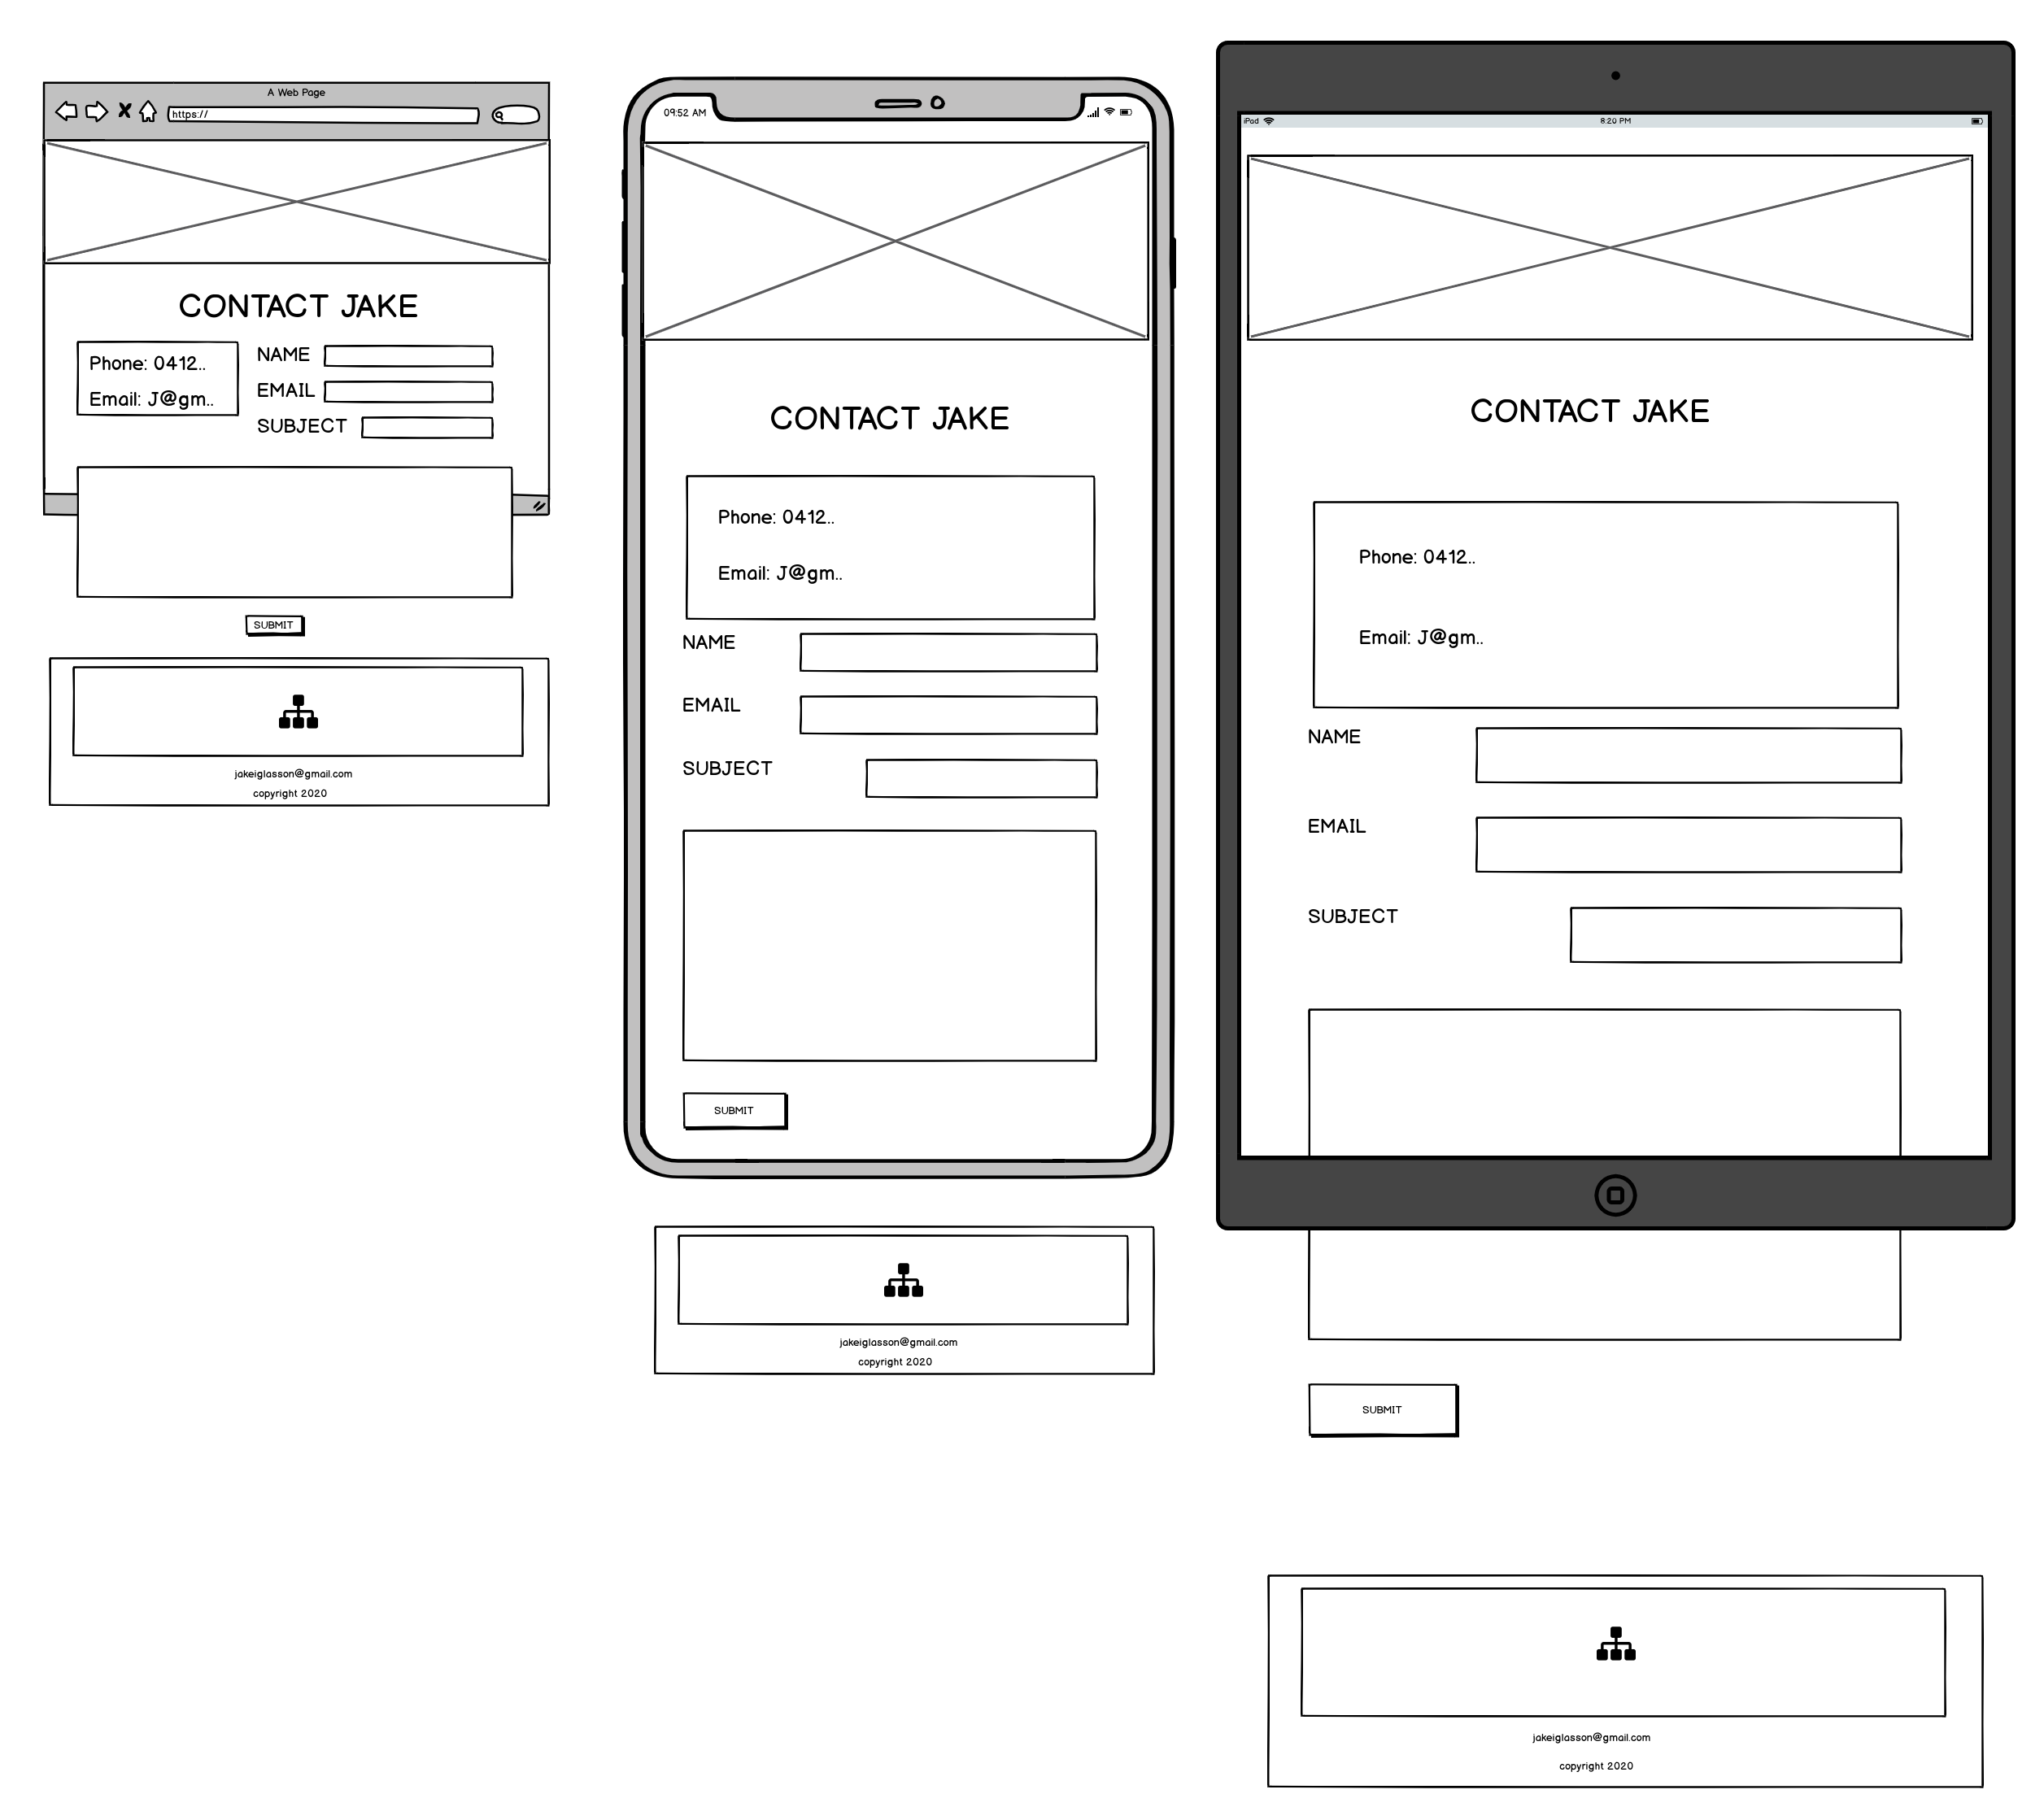 A Web Page
https://
CONTACT JAKE
Phone: 0412..
Email: J@gm..
NAME
EMAIL
SUBJECT
SUBMIT
jakeiglasson@gmail.com
copyright 2020
09:52 AM
CONTACT JAKE
Phone: 0412..
Email: J@gm..
NAME
EMAIL
SUBJECT
SUBMIT
jakeiglasson@gmail.com
copyright 2020
iPad
8:20 PM
CONTACT JAKE
Phone: 0412..
Email: J@gm..
NAME
EMAIL
SUBJECT
SUBMIT
jakeiglasson@gmail.com
copyright 2020